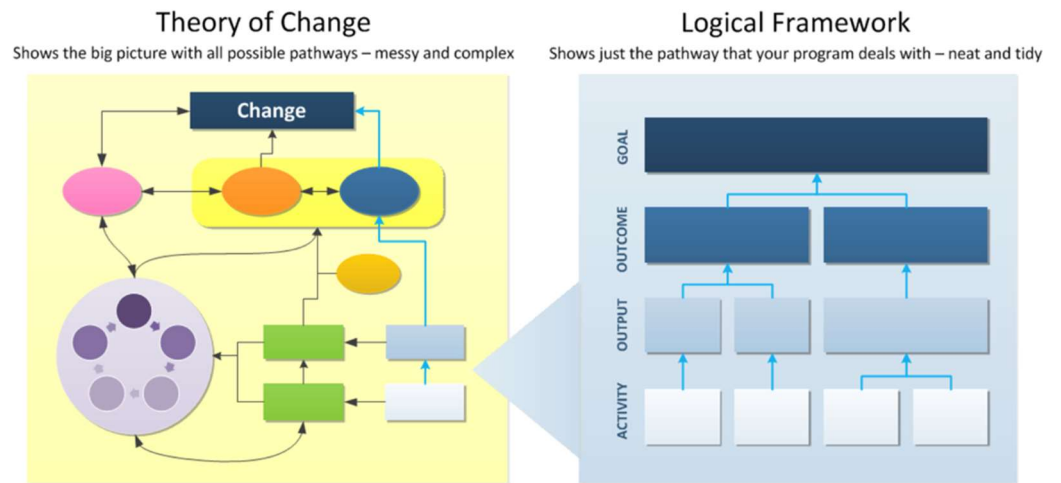 Theory of Change
Shows the big picture with all possible pathways – messy and complex
Change
Logical Framework
Shows just the pathway that your program deals with – neat and tidy
GOAL
OUTCOME
OUTPUT
ACTIVITY